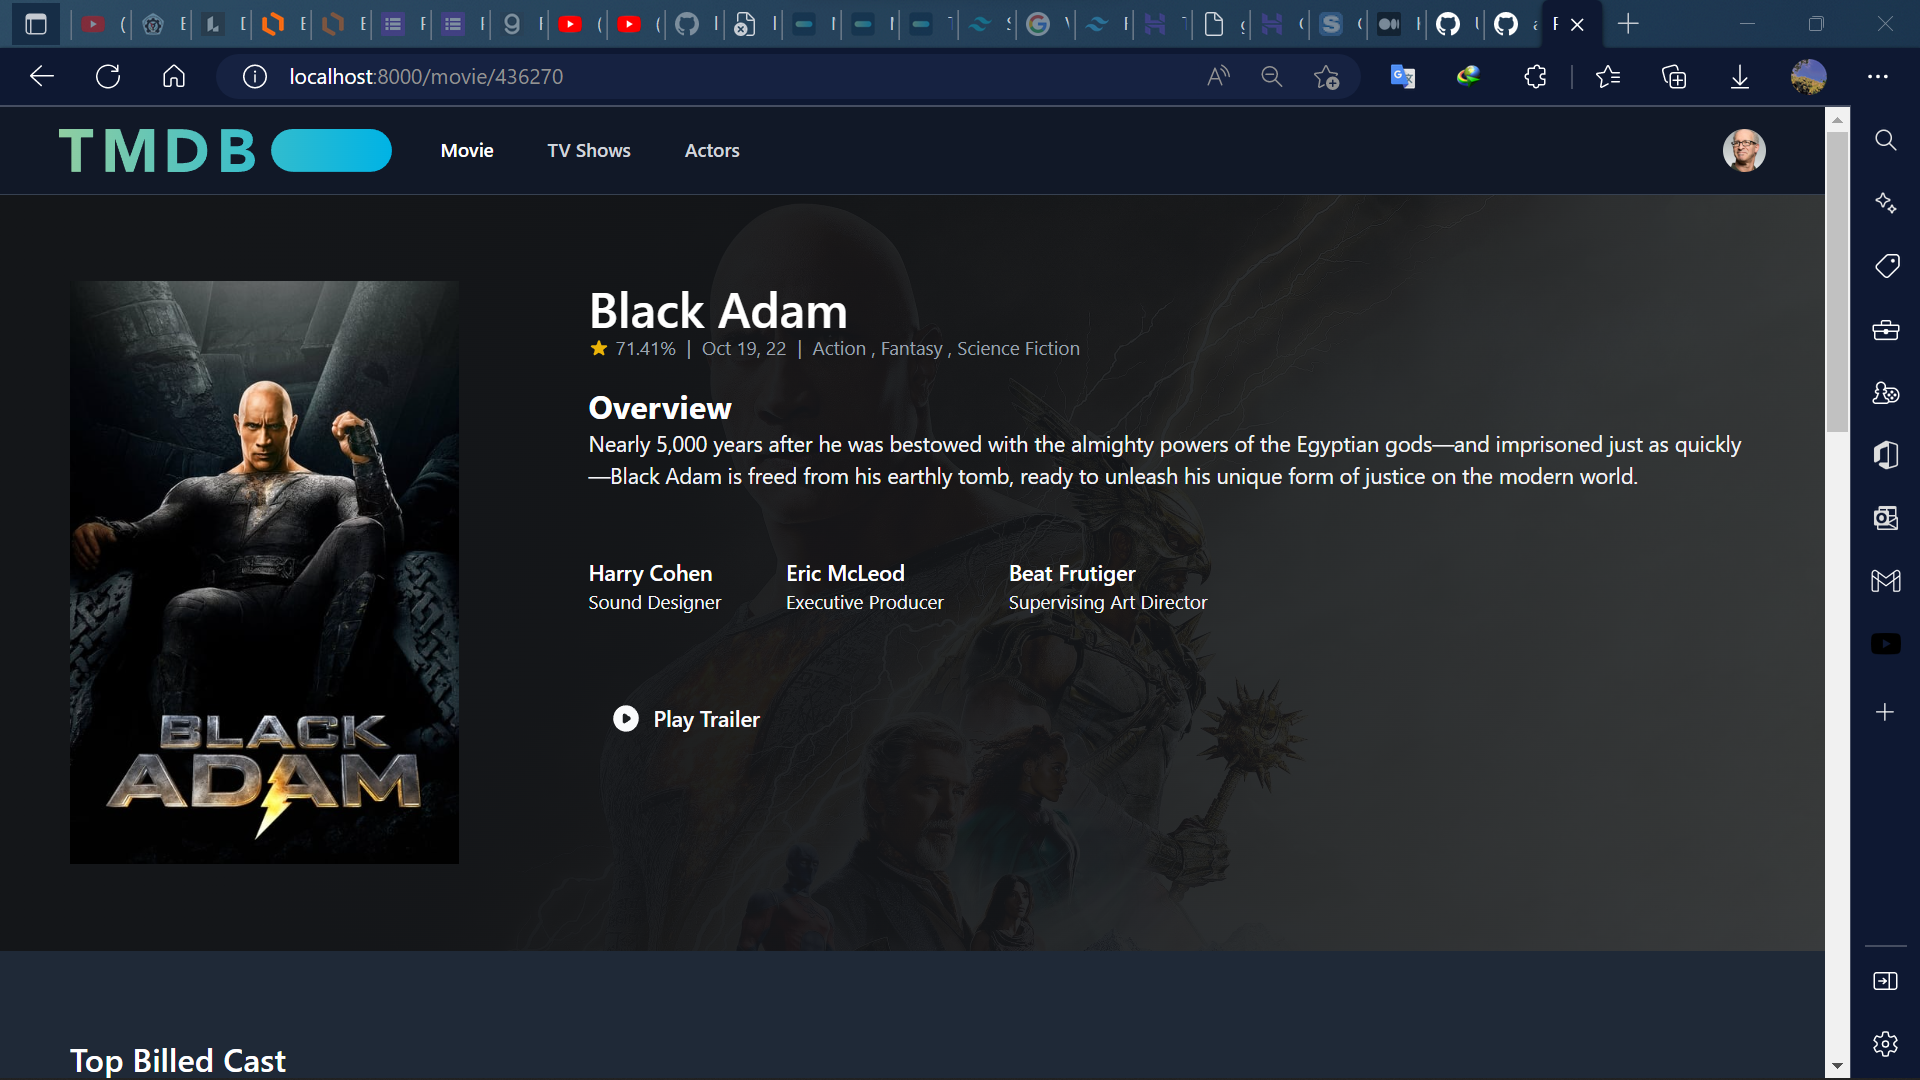 localhost:8000/movie/436270
TMDB
Movie
TV Shows
Actors
Black Adam
71.41% | Oct 19, 22 | Action , Fantasy , Science Fiction
Overview
Nearly 5,000 years after he was bestowed with the almighty powers of the Egyptian gods—and imprisoned just as quickly
—Black Adam is freed from his earthly tomb, ready to unleash his unique form of justice on the modern world.
Harry Cohen
Sound Designer
Eric McLeod
Executive Producer
Beat Frutiger
Supervising Art Director
Play Trailer
BLACK
ADAM
Top Billed Cast